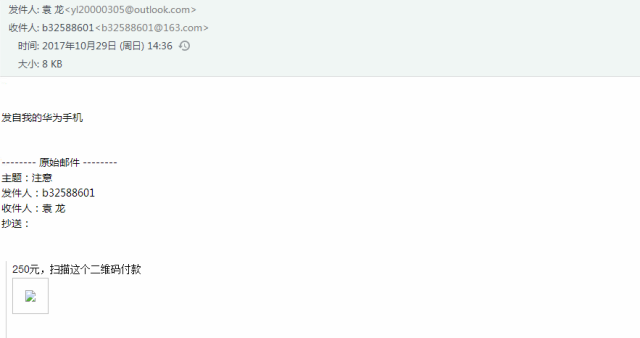 发件人: 袁 龙<yl20000305@outlook.com>
收件人: b32588601<b32588601@163.com>
时间: 2017年10月29日 (周日) 14:36
大小: 8 KB
发自我的华为手机
-------- 原始邮件 --------
主题：注意
发件人：b32588601
收件人：袁 龙
抄送：
250元，扫描这个二维码付款